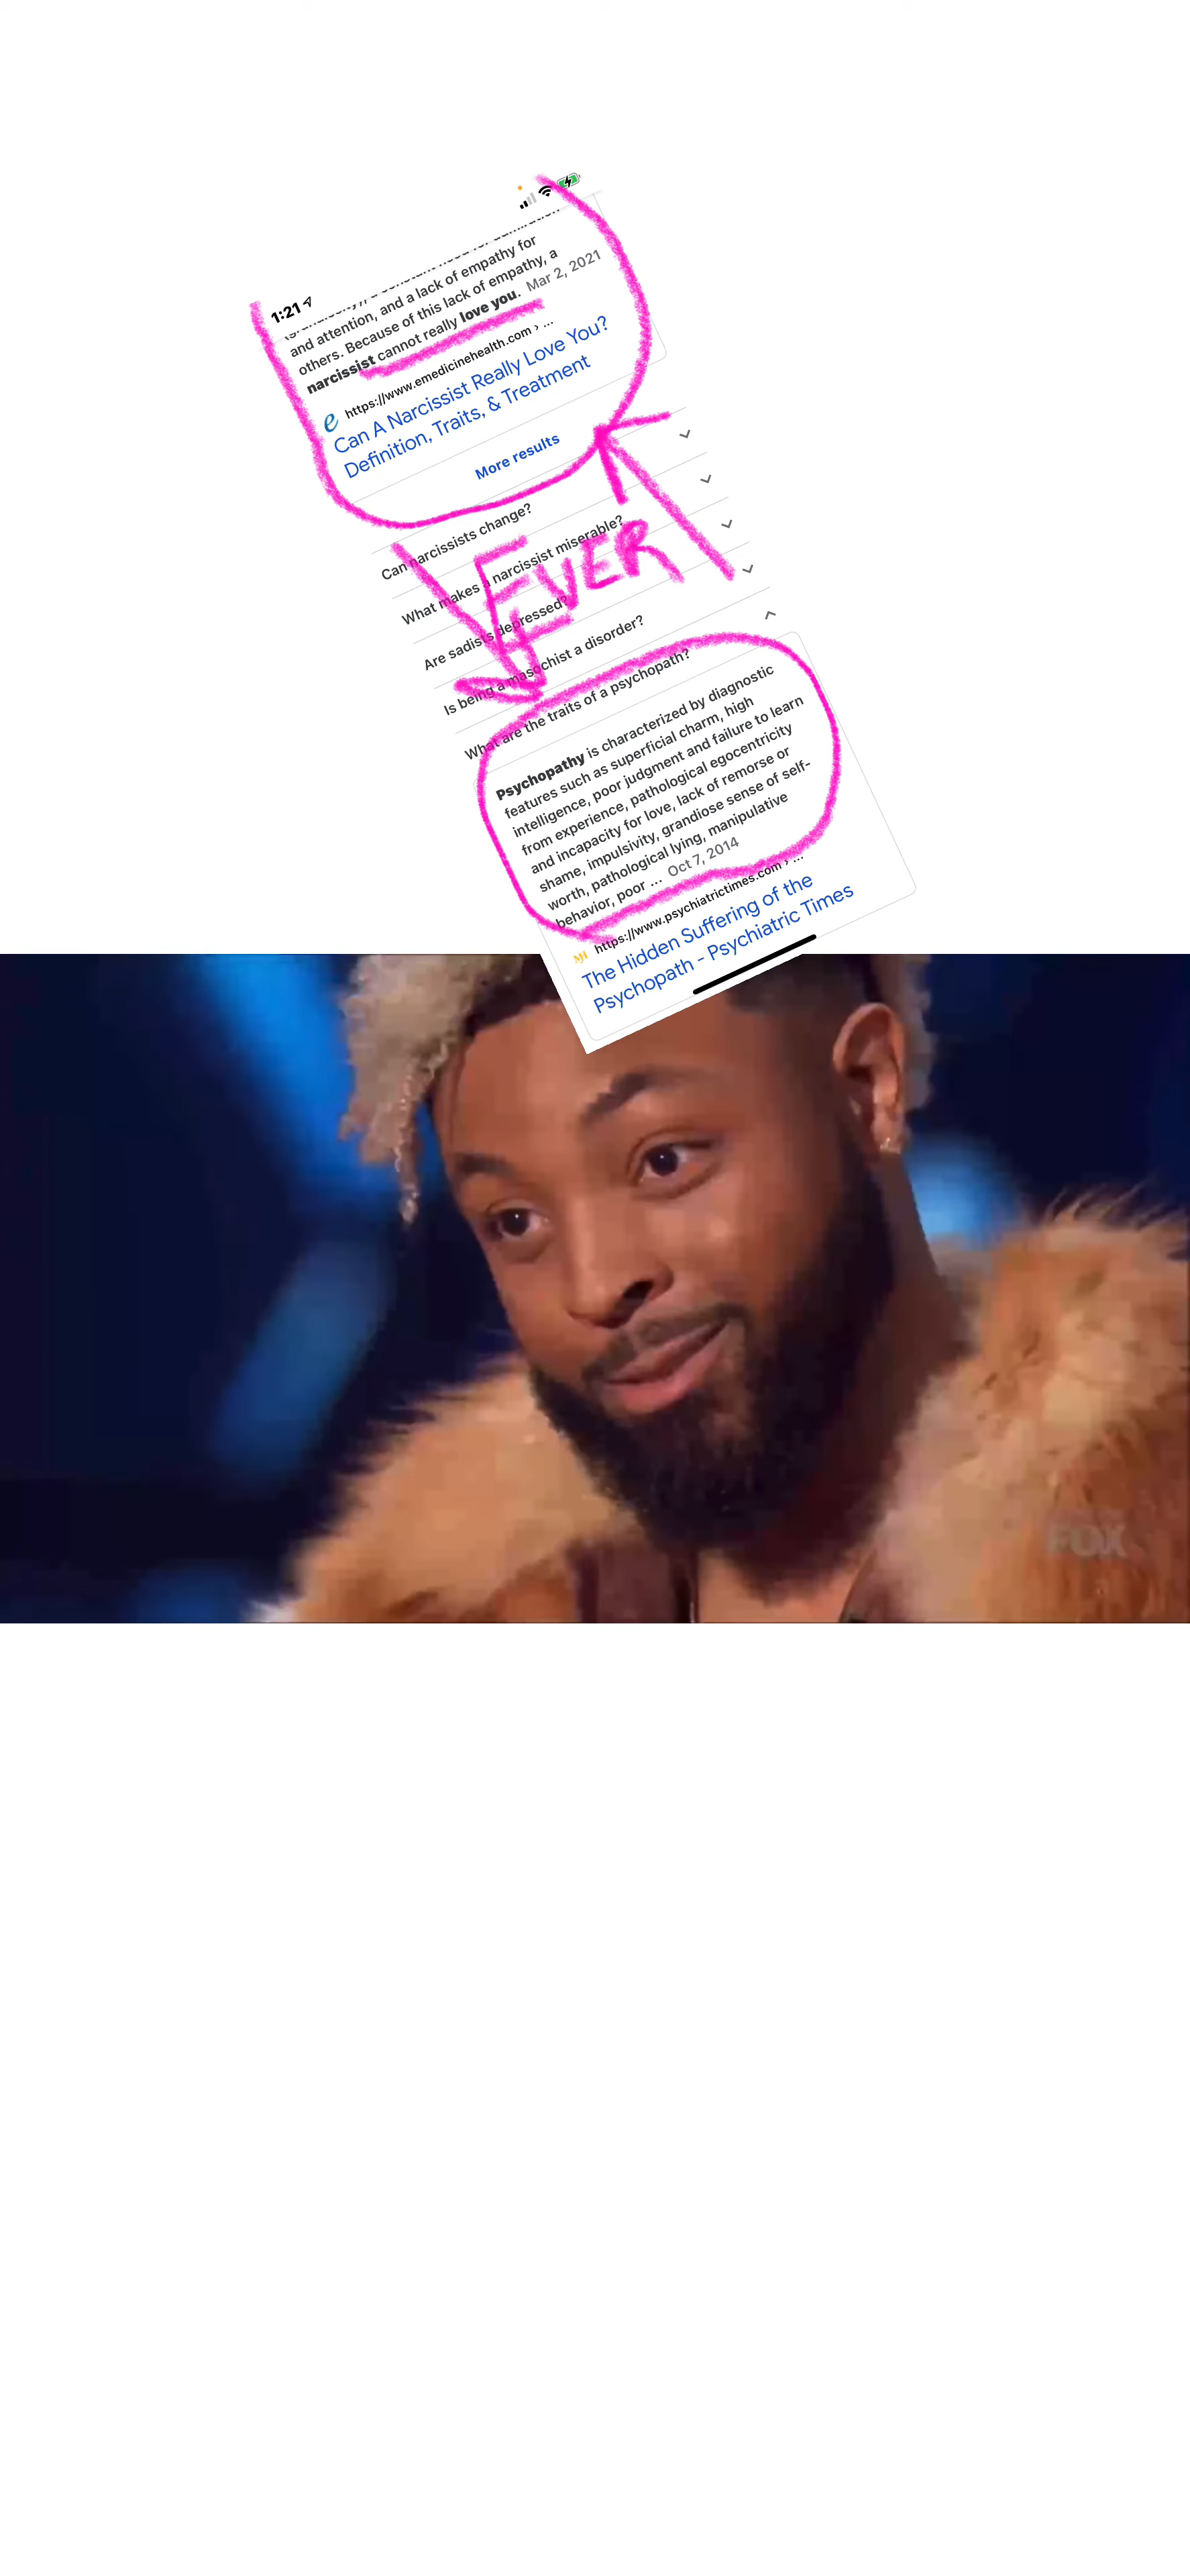 1:21
and attention, and a lack of empathy for
others. Because of this lack of empathy, a
narcissist cannot really love you. Mar 2, 2021
https://www.emedicinehealth.com › ...
Can A Narcissist Really Love You?
Definition, Traits, & Treatment
More results
Can narcissists change?
What makes a narcissist miserable?
EVER
Are sadists depressed?
Is being a masochist a disorder?
What are the traits of a psychopath?
Psychopathy is characterized by diagnostic
features such as superficial charm, high
intelligence, poor judgment and failure to learn
from experience, pathological egocentricity
and incapacity for love, lack of remorse or
shame, impulsivity, grandiose sense of self-
worth, pathological lying, manipulative
behavior, poor ... Oct 7, 2014
https://www.psychiatrictimes.com › ...
The Hidden Suffering of the
Psychopath - Psychiatric Times
FOX